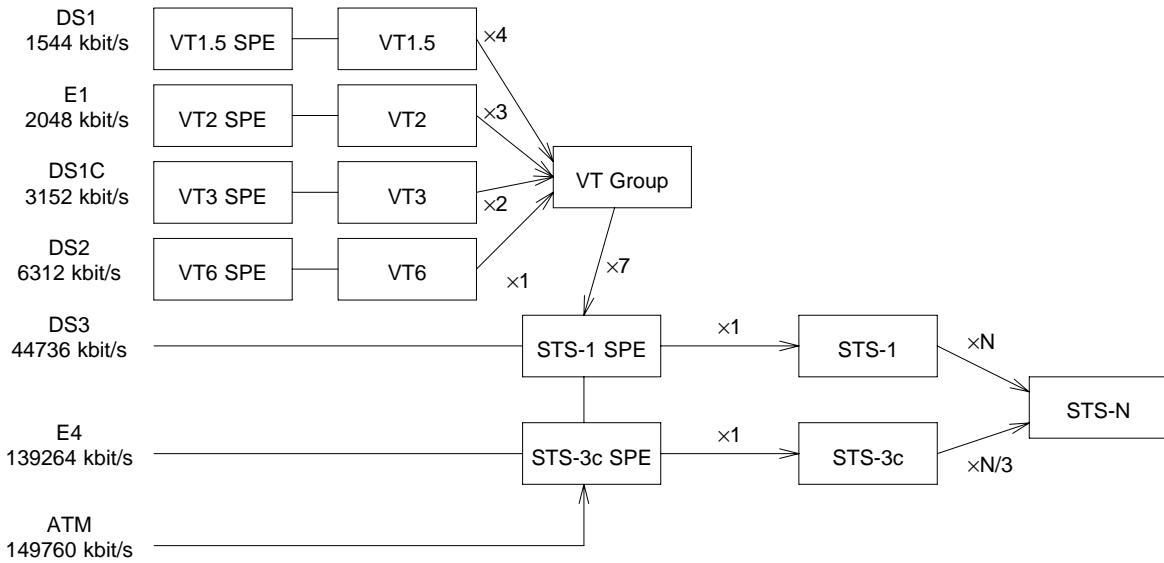 DS1
1544 kbit/s
VT1.5 SPE
VT1.5
×4
E1
2048 kbit/s
VT2 SPE
VT2
×3
DS1C
3152 kbit/s
VT3 SPE
VT3
×2
VT Group
DS2
6312 kbit/s
VT6 SPE
VT6
×1
×7
DS3
44736 kbit/s
STS-1 SPE
×1
STS-1
×N
STS-N
E4
139264 kbit/s
STS-3c SPE
×1
STS-3c
×N/3
ATM
149760 kbit/s